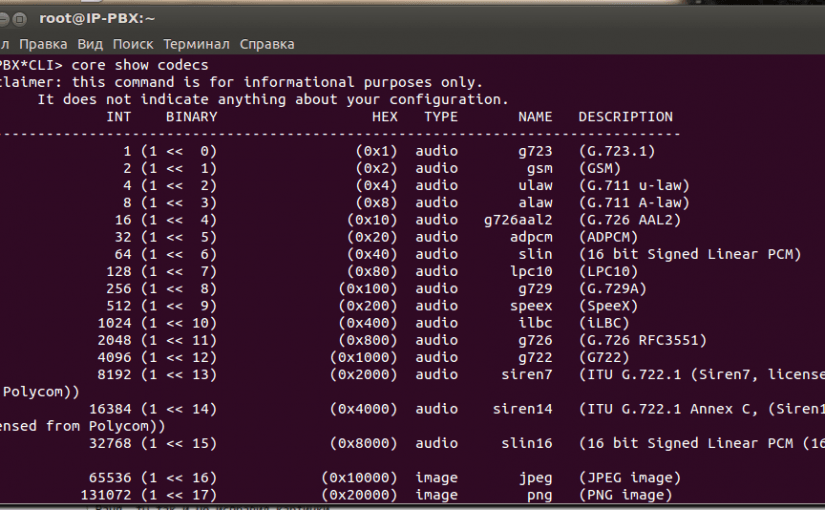 root@IP-PBX:~
л Правка Вид Поиск Терминал Справка
PBX*CLI> core show codecs
claimer: this command is for informational purposes only.
It does not indicate anything about your configuration.
INT BINARY HEX TYPE NAME DESCRIPTION
--------------------------------------------------------------------------------
1 (1 << 0) (0x1) audio g723 (G.723.1)
2 (1 << 1) (0x2) audio gsm (GSM)
4 (1 << 2) (0x4) audio ulaw (G.711 u-law)
8 (1 << 3) (0x8) audio alaw (G.711 A-law)
16 (1 << 4) (0x10) audio g726aal2 (G.726 AAL2)
32 (1 << 5) (0x20) audio adpcm (ADPCM)
64 (1 << 6) (0x40) audio slin (16 bit Signed Linear PCM)
128 (1 << 7) (0x80) audio lpc10 (LPC10)
256 (1 << 8) (0x100) audio g729 (G.729A)
512 (1 << 9) (0x200) audio speex (SpeeX)
1024 (1 << 10) (0x400) audio ilbc (iLBC)
2048 (1 << 11) (0x800) audio g726 (G.726 RFC3551)
4096 (1 << 12) (0x1000) audio g722 (G722)
8192 (1 << 13) (0x2000) audio siren7 (ITU G.722.1 (Siren7, license
Polycom))
16384 (1 << 14) (0x4000) audio siren14 (ITU G.722.1 Annex C, (Siren1
ensed from Polycom))
32768 (1 << 15) (0x8000) audio slin16 (16 bit Signed Linear PCM (16
65536 (1 << 16) (0x10000) image jpeg (JPEG image)
131072 (1 << 17) (0x20000) image png (PNG image)